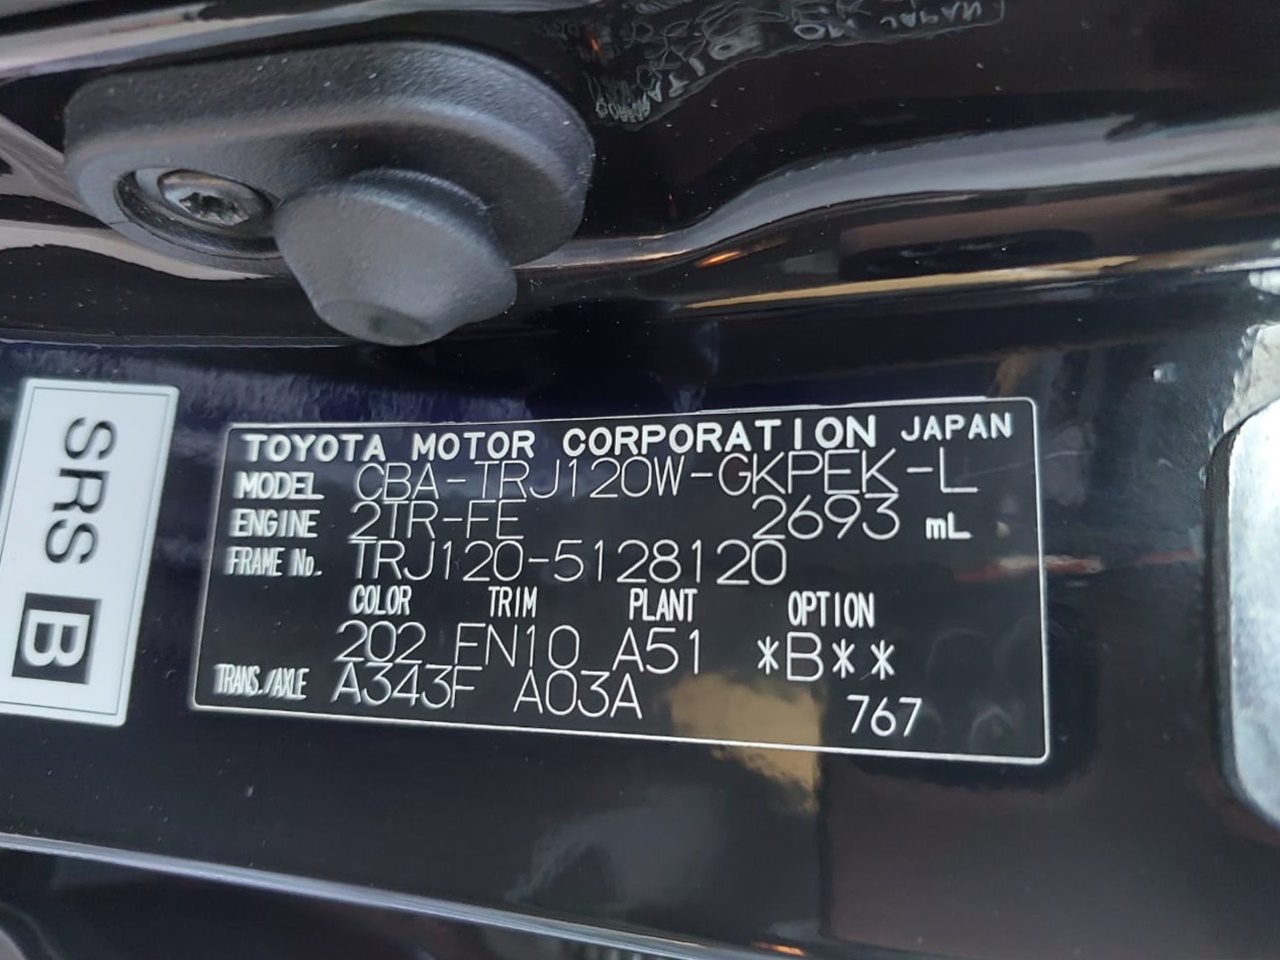 TOYOTA MOTOR CORPORATION JAPAN
MODEL CBA-TRJ120W-GKPEK-L
ENGINE 2TR-FE 2693 mL
FRAME No. TRJ120-5128120
COLOR TRIM PLANT OPTION
202 FN10 A51 *B**
TRANS./AXLE A343F A03A 767
SRS B